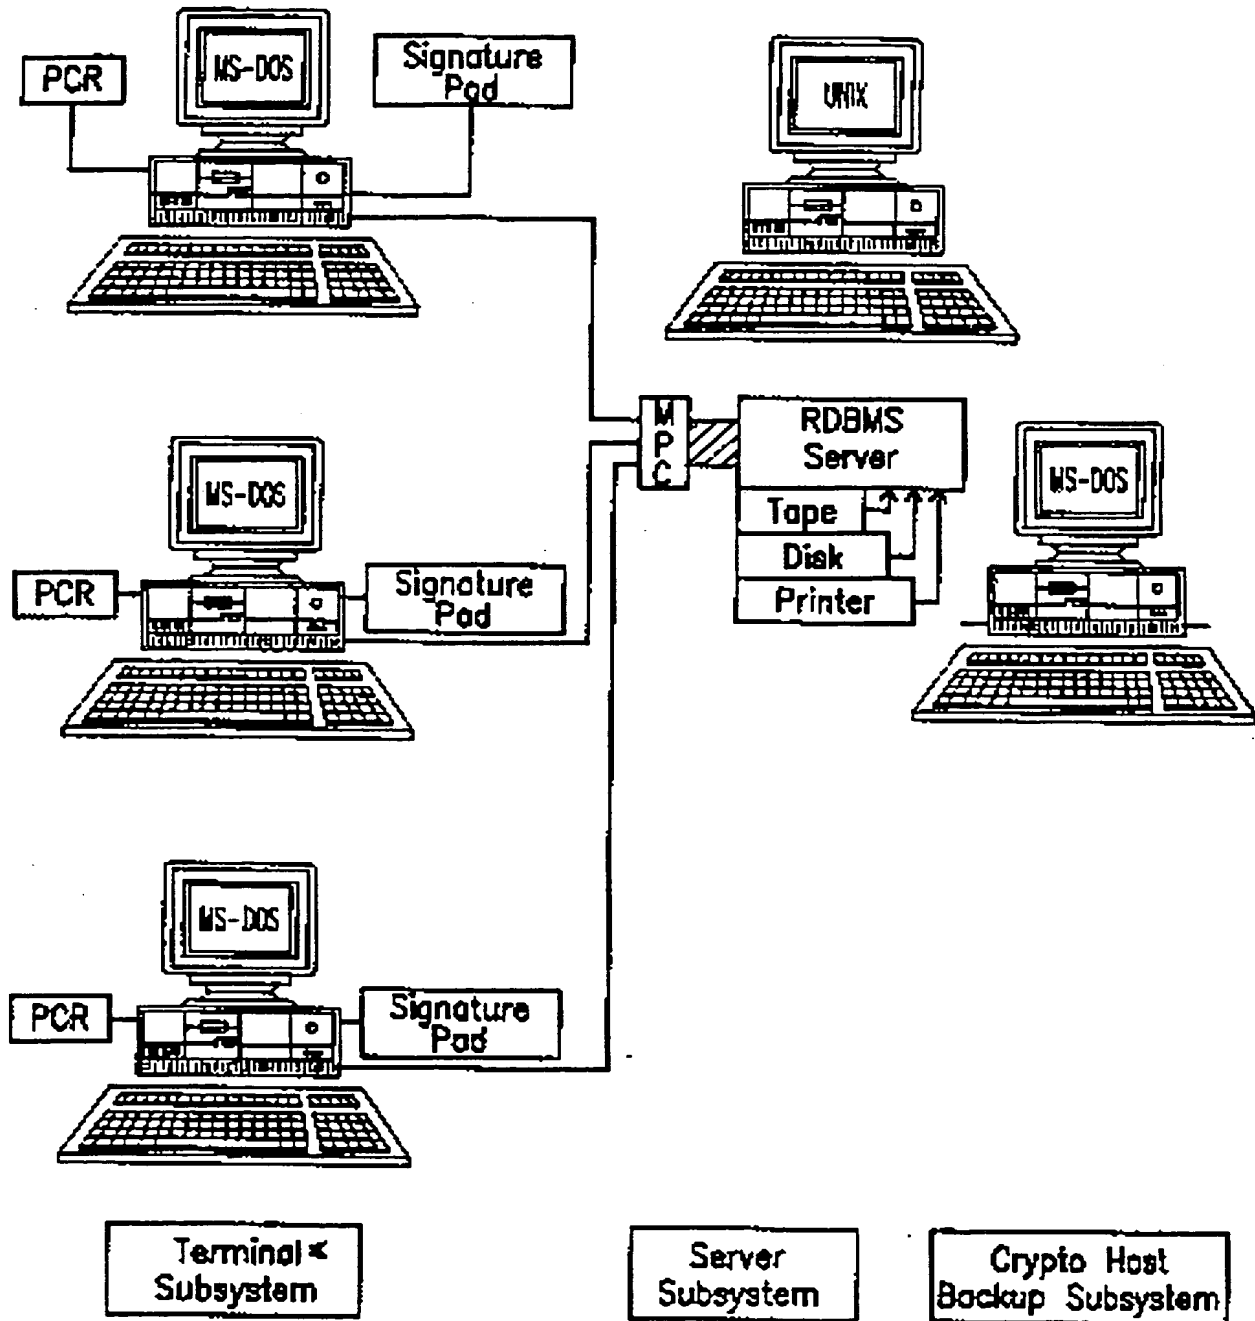 PCR
MS-DOS
Signature
Pad
UNIX
M
P
C
RDBMS
Server
Tape
Disk
Printer
MS-DOS
MS-DOS
PCR
Signature
Pad
MS-DOS
PCR
Signature
Pad
Terminal
Subsystem
Server
Subsystem
Crypto Host
Backup Subsystem